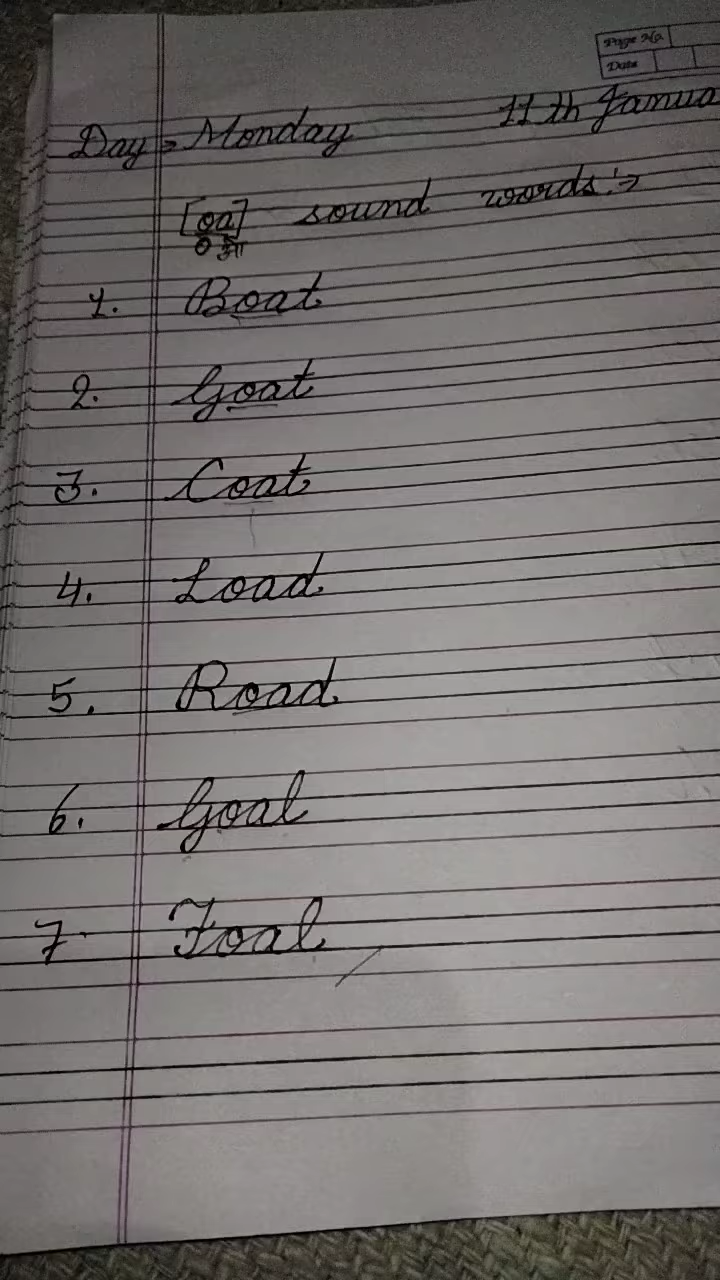 Page No.
Date
Day > Monday 11th Janua
[oa] sound words:->
ओ
1. Boat
2. Goat
3. Coat
4. Load
5. Road
6. Goal
7. Foal